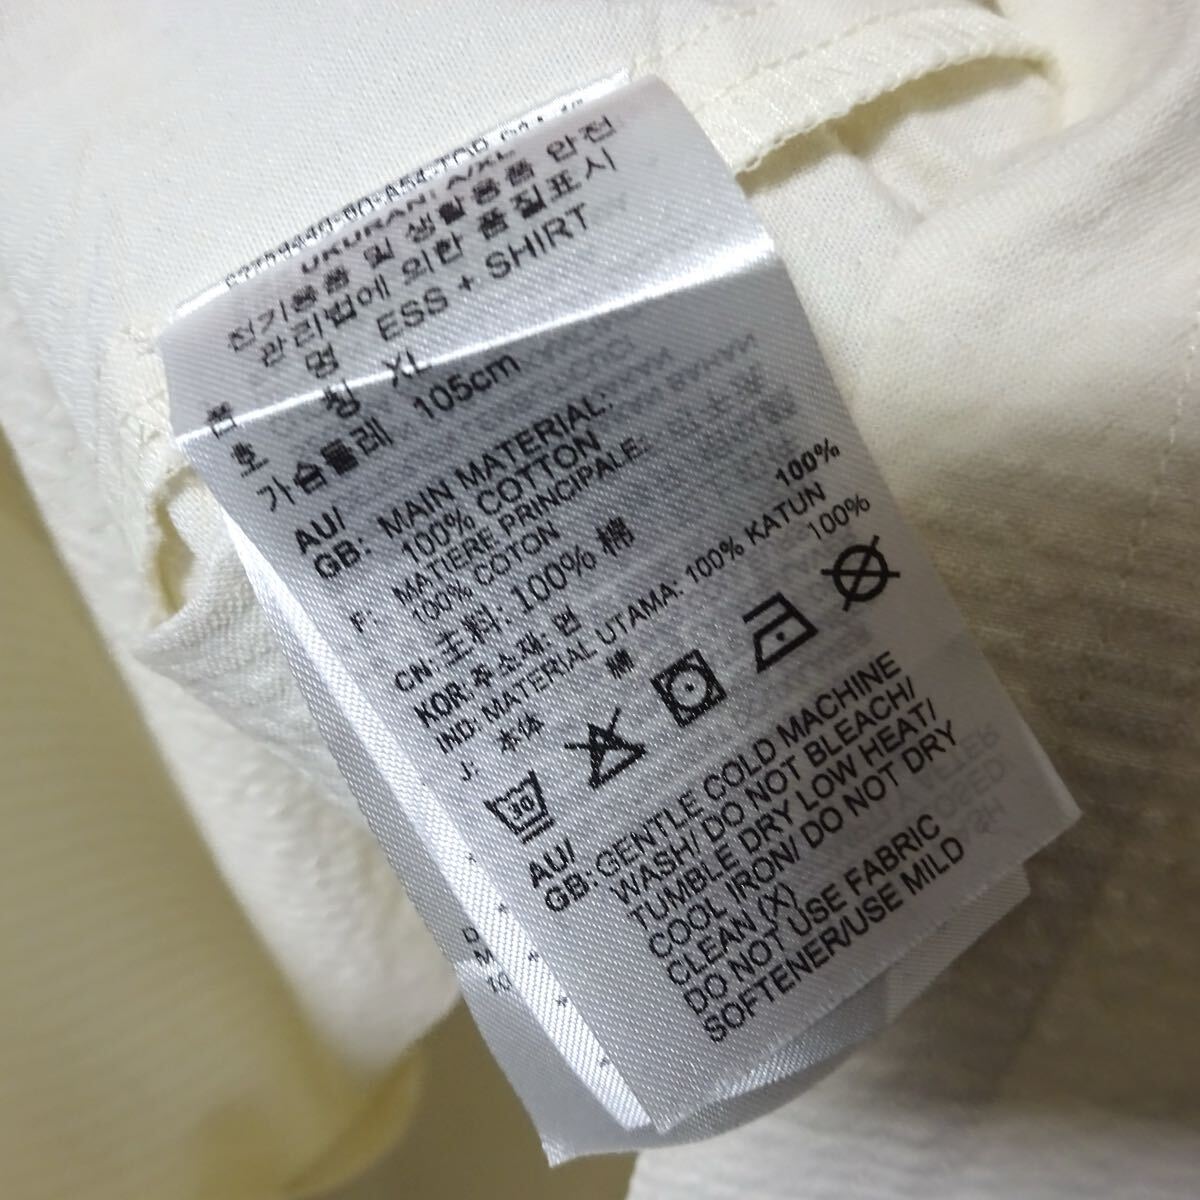 UKURAN: A/XL
전기용품 및 생활용품 안전
관리법에 의한 품질표시
품 명 ESS + SHIRT
호 칭 XL
가슴둘레 105cm
AU/
GB: MAIN MATERIAL:
100% COTTON
F: MATIERE PRINCIPALE:
100% COTON
CN: 主料: 100% 棉
KOR: 주소재: 면 100%
IND: MATERIAL UTAMA: 100% KATUN
J: 本体 綿 100%
30
AU/
GB: GENTLE COLD MACHINE
WASH/ DO NOT BLEACH/
TUMBLE DRY LOW HEAT/
COOL IRON/ DO NOT DRY
CLEAN (X)
DO NOT USE FABRIC
SOFTENER/USE MILD